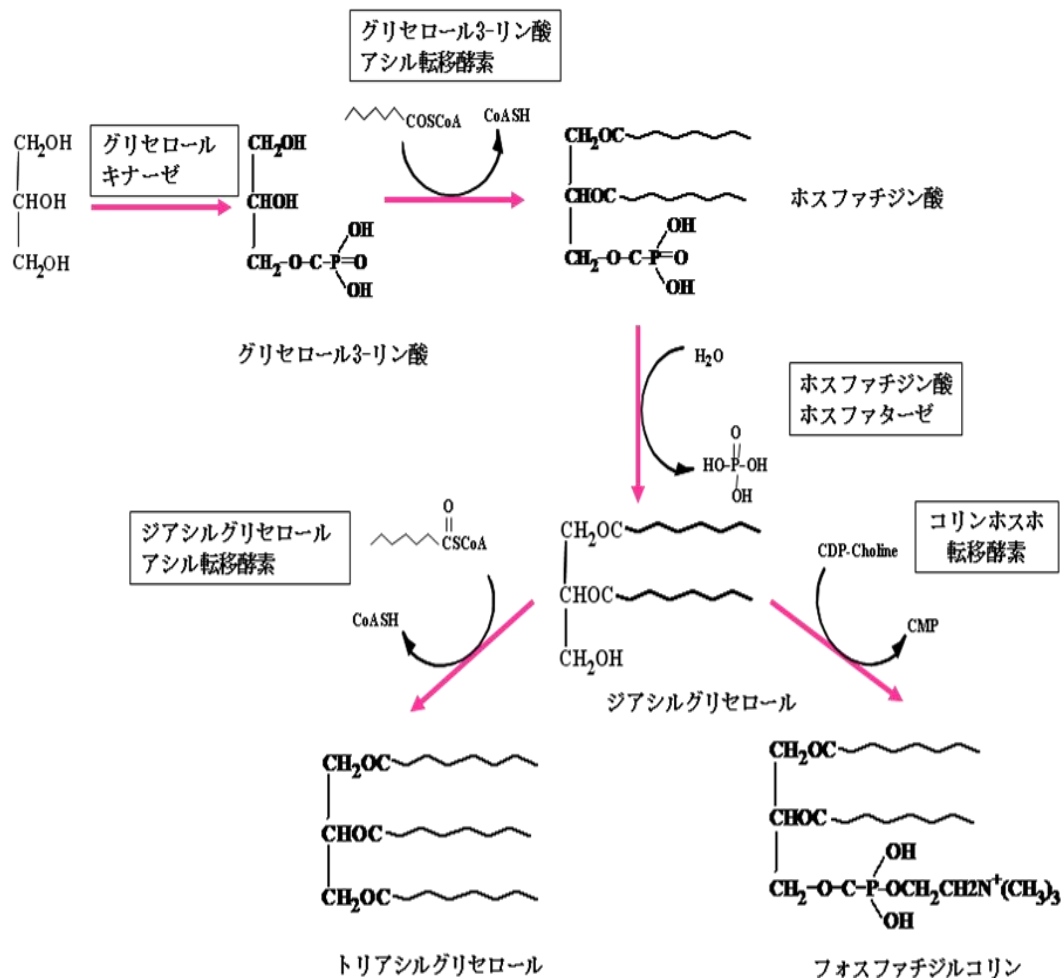 グリセロール3-リン酸
アシル転移酵素
COSCoA
CoASH
グリセロール
キナーゼ
CH₂OH
CHOH
CH₂OH
CH₂OH
CHOH
OH
CH₂-O-C-P=O
OH
グリセロール3-リン酸
CH₂OC
CHOC
OH
CH₂-O-C-P=O
OH
ホスファチジン酸
H₂O
ホスファチジン酸
ホスファターゼ
O
HO-P-OH
OH
ジアシルグリセロール
アシル転移酵素
O
CSCoA
CoASH
CH₂OC
CHOC
CH₂OH
ジアシルグリセロール
コリンホスホ
転移酵素
CDP-Choline
CMP
CH₂OC
CHOC
CH₂OC
トリアシルグリセロール
CH₂OC
CHOC
OH
CH₂-O-C-P-OCH₂CH2N⁺(CH₃)₃
OH
フォスファチジルコリン